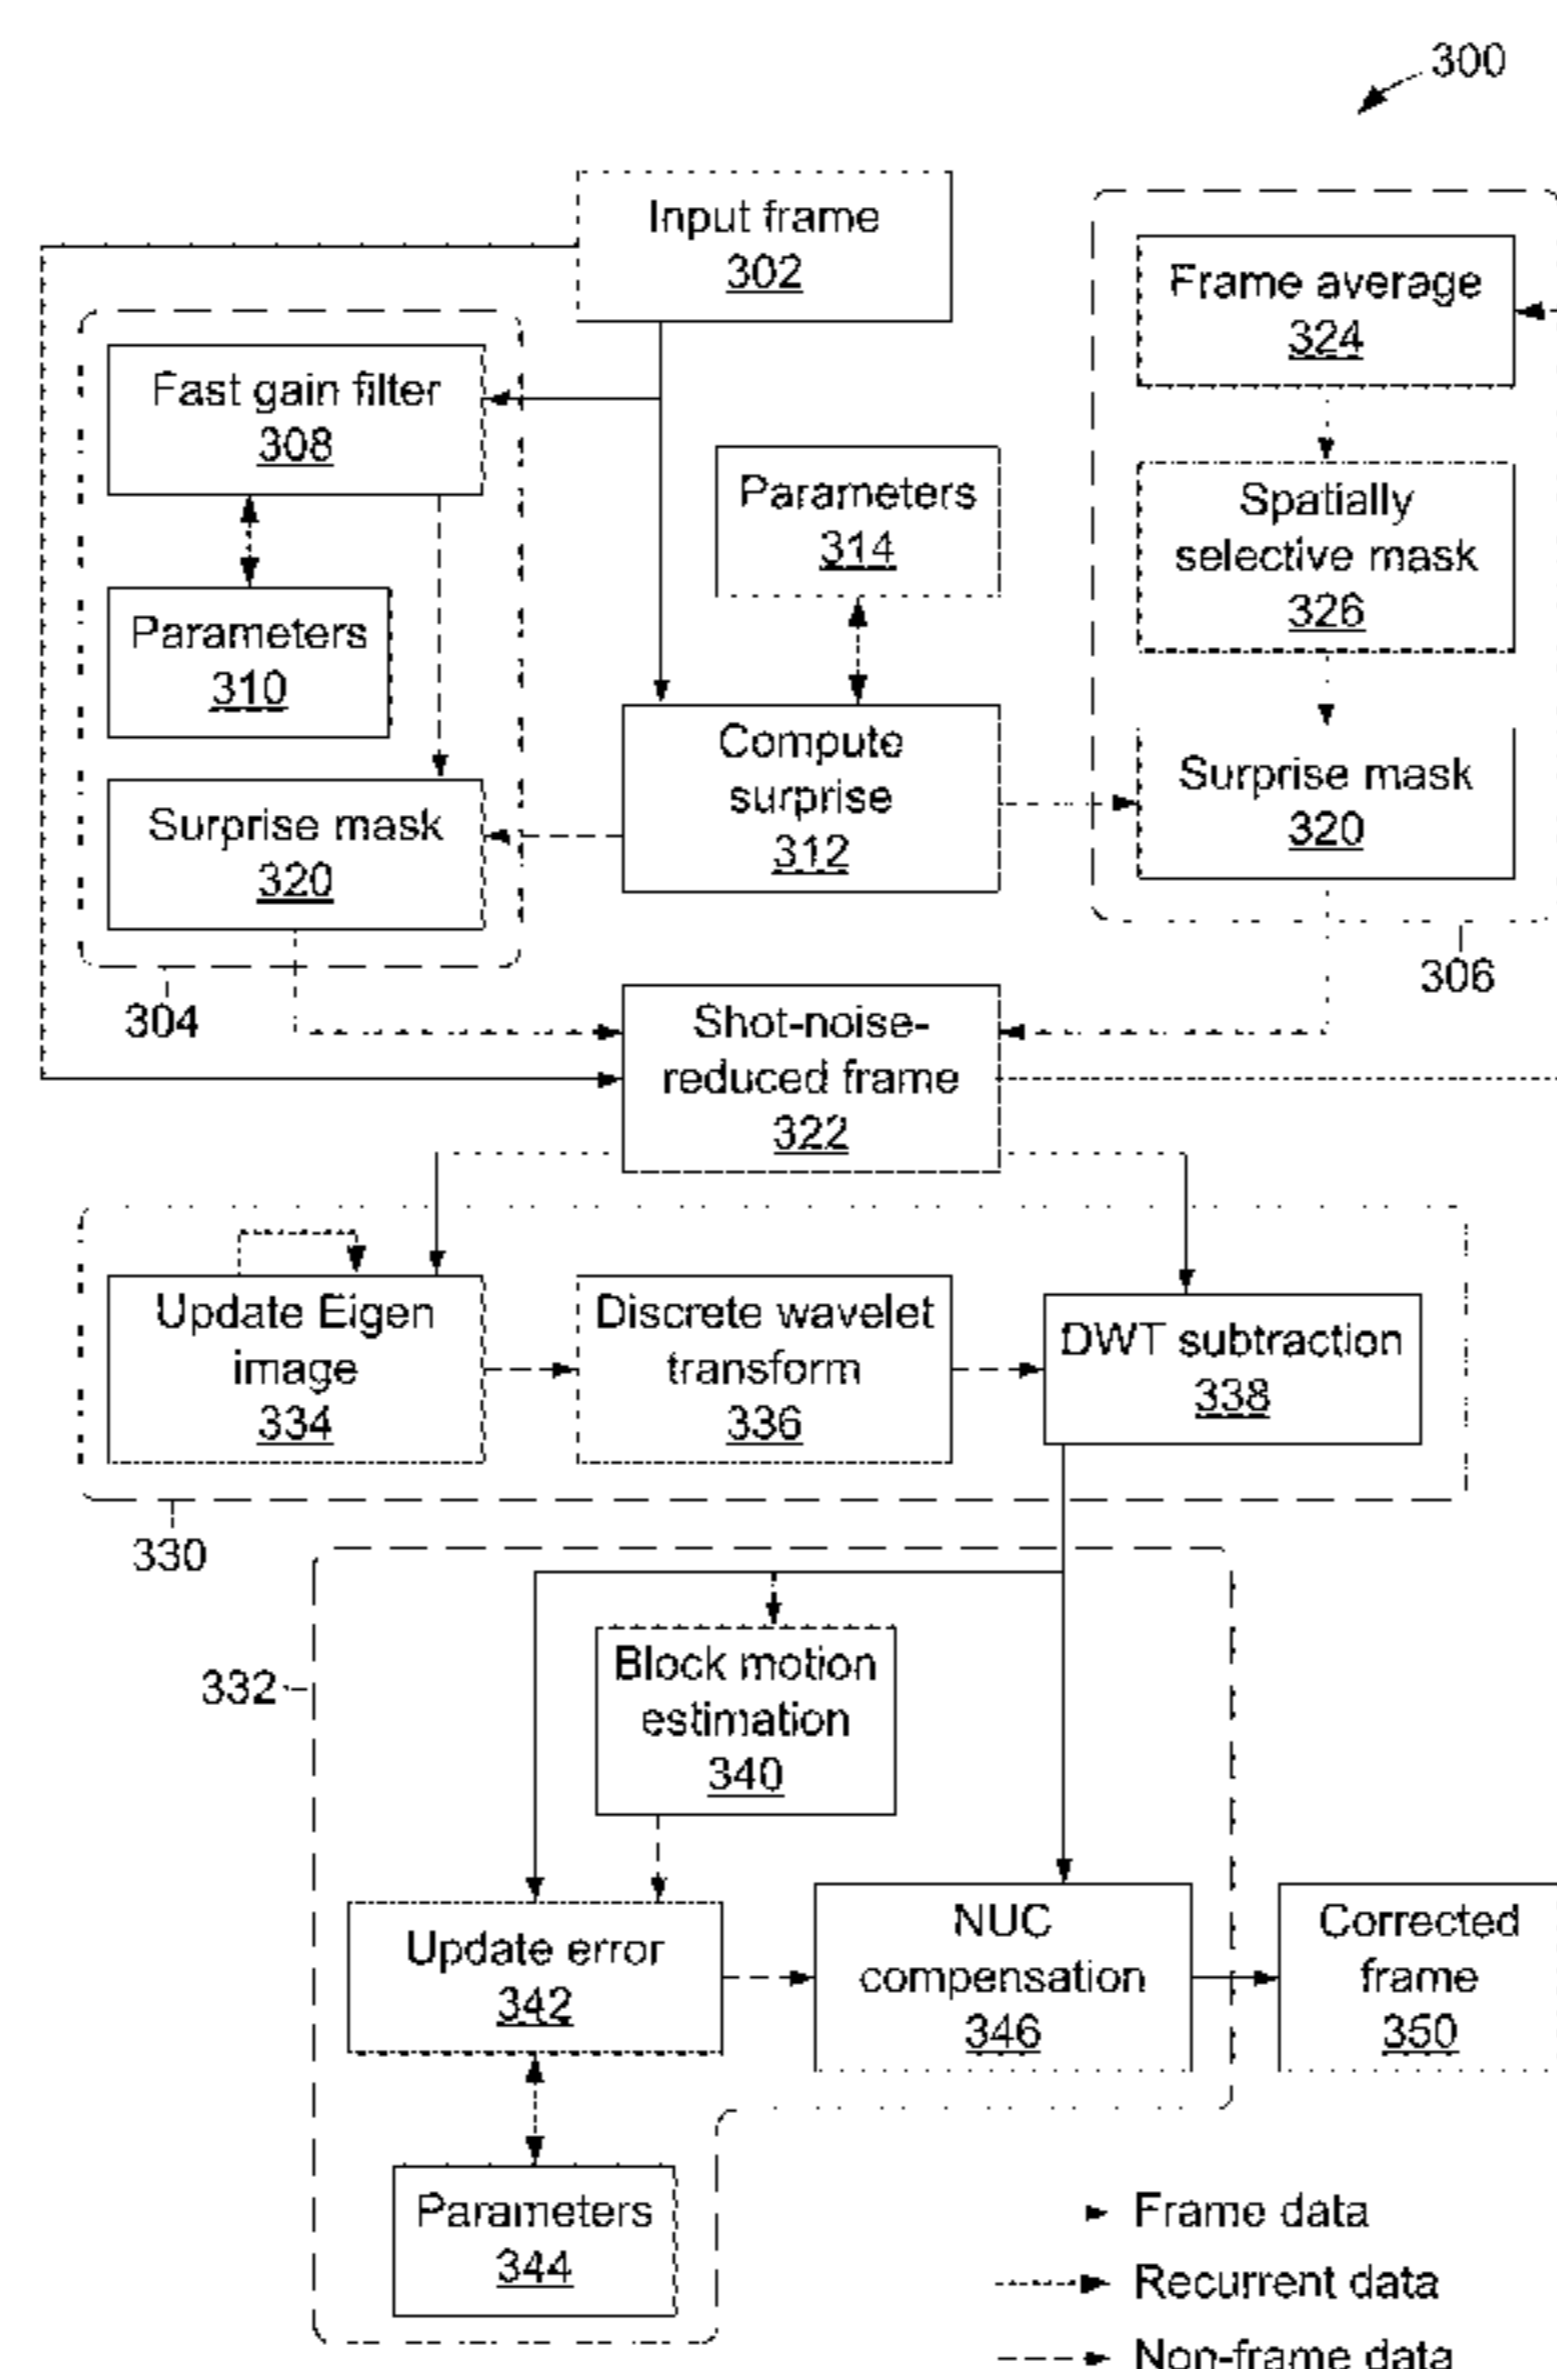 300
Input frame
302
Frame average
324
Fast gain filter
308
Parameters
314
Spatially
selective mask
326
Parameters
310
Compute
surprise
312
Surprise mask
320
Surprise mask
320
304
306
Shot-noise-
reduced frame
322
Update Eigen
image
334
Discrete wavelet
transform
336
DWT subtraction
338
330
332
Block motion
estimation
340
Update error
342
NUC
compensation
346
Corrected
frame
350
Parameters
344
Frame data
Recurrent data
Non-frame data